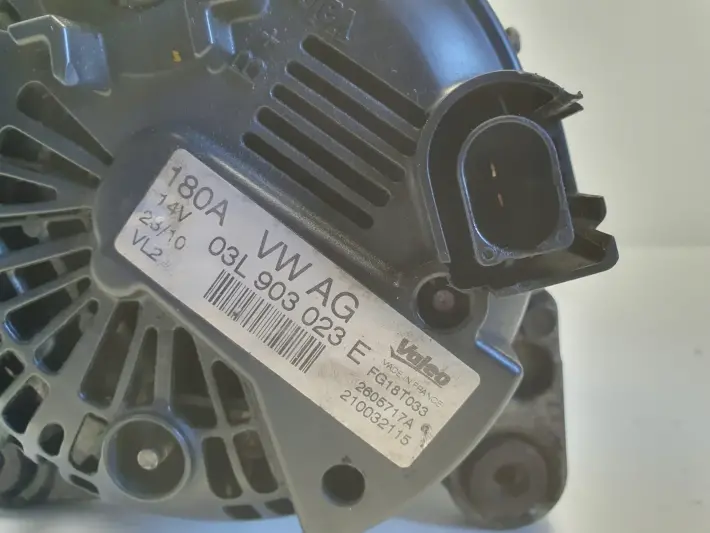 180A VW AG
14V 03L 903 023 E
23/10
VL2
Valeo
MADE IN FRANCE
FG18T033
2605717A
210032115
B+